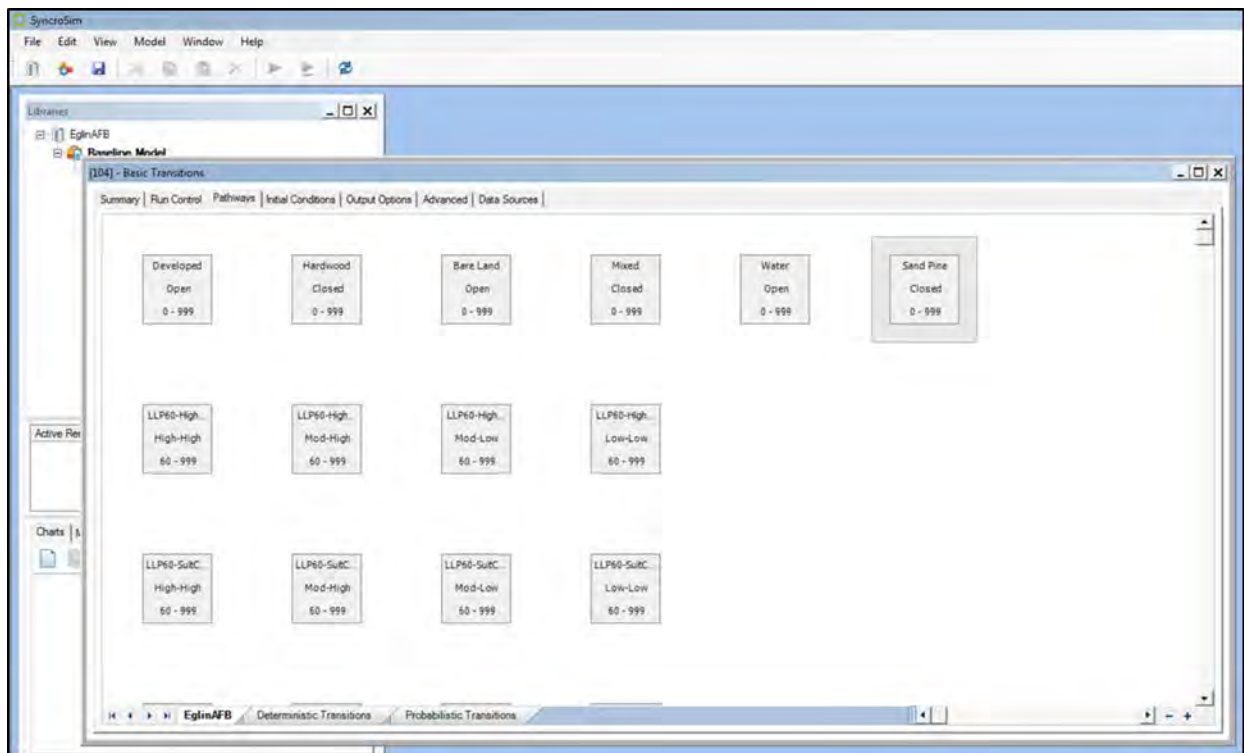 SyncroSim
File Edit View Model Window Help
Libraries
EglinAFB
Baseline Model
[104] - Basic Transitions
Summary | Run Control Pathways | Initial Conditions | Output Options | Advanced | Data Sources |
Developed Hardwood Bare Land Mixed Water Sand Pine
Open Closed Open Closed Open Closed
0 - 999 0 - 999 0 - 999 0 - 999 0 - 999 0 - 999
LLP60-High... LLP60-High... LLP60-High... LLP60-High...
High-High Mod-High Mod-Low Low-Low
60 - 999 60 - 999 60 - 999 60 - 999
Active
LLP60-SuitC... LLP60-SuitC... LLP60-SuitC... LLP60-SuitC...
High-High Mod-High Mod-Low Low-Low
60 - 999 60 - 999 60 - 999 60 - 999
Charts
EglinAFB Deterministic Transitions Probabilistic Transitions